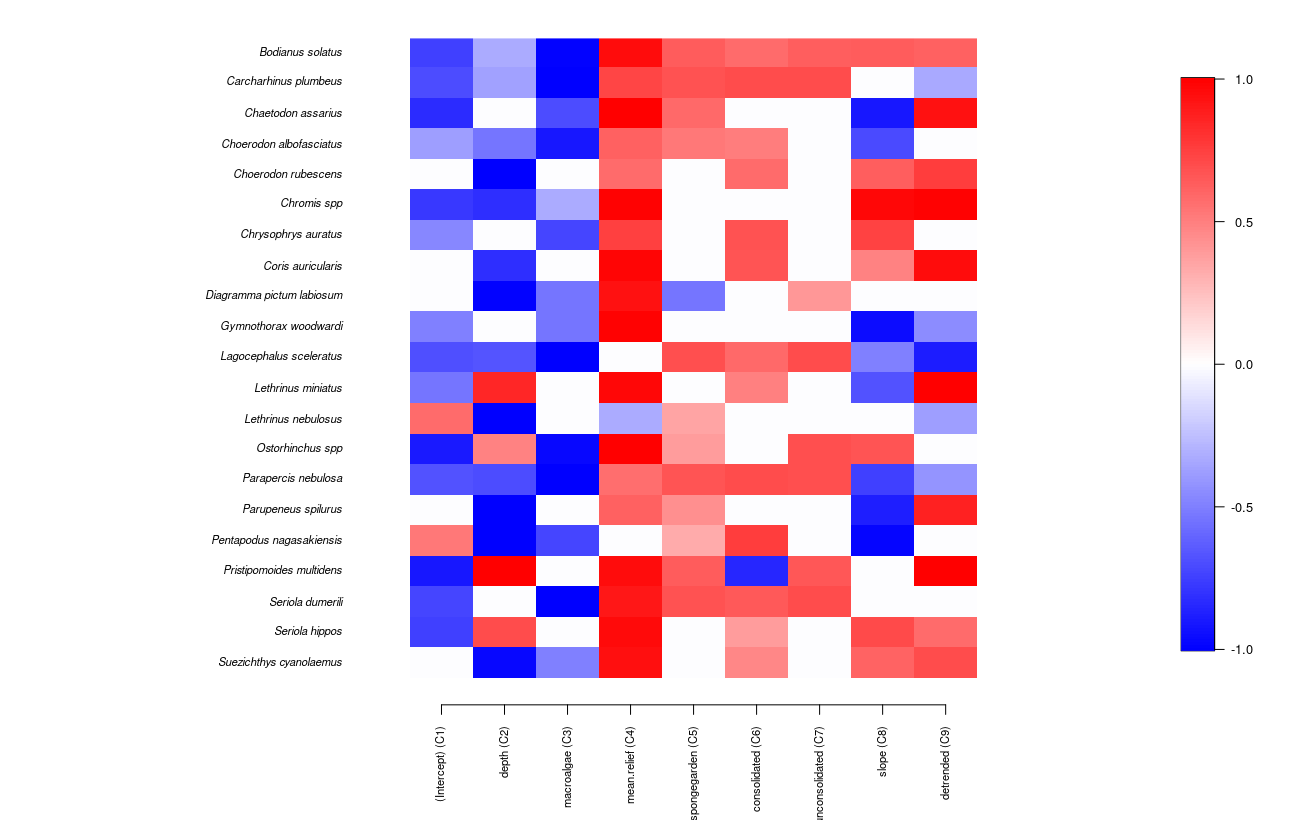 Bodianus solatus
Carcharhinus plumbeus
Chaetodon assarius
Choerodon albofasciatus
Choerodon rubescens
Chromis spp
Chrysophrys auratus
Coris auricularis
Diagramma pictum labiosum
Gymnothorax woodwardi
Lagocephalus sceleratus
Lethrinus miniatus
Lethrinus nebulosus
Ostorhinchus spp
Parapercis nebulosa
Parupeneus spilurus
Pentapodus nagasakiensis
Pristipomoides multidens
Seriola dumerili
Seriola hippos
Suezichthys cyanolaemus
(Intercept) (C1)
depth (C2)
macroalgae (C3)
mean.relief (C4)
spongegarden (C5)
consolidated (C6)
unconsolidated (C7)
slope (C8)
detrended (C9)
1.0
0.5
0.0
-0.5
-1.0